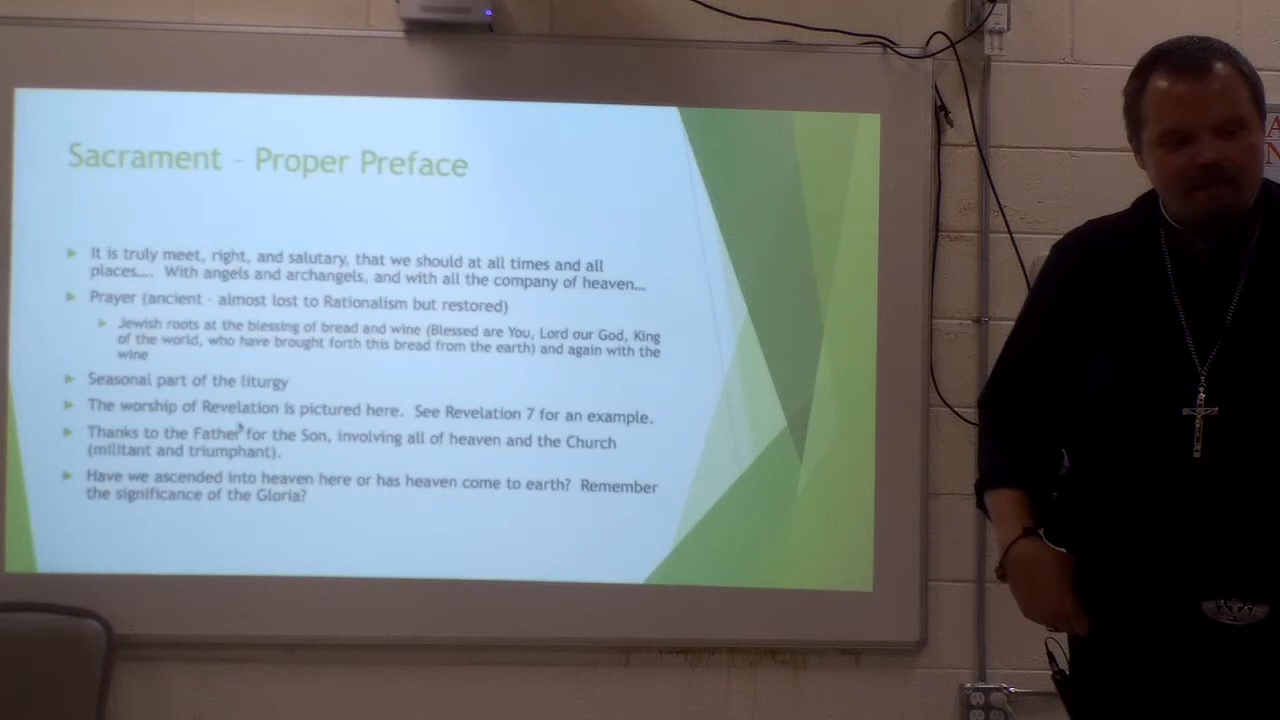 Sacrament - Proper Preface
It is truly meet, right, and salutary, that we should at all times and all
places.... With angels and archangels, and with all the company of heaven...
Prayer (ancient - almost lost to Rationalism but restored)
Jewish roots at the blessing of bread and wine (Blessed are You, Lord our God, King
of the world, who have brought forth this bread from the earth) and again with the
wine
Seasonal part of the liturgy
The worship of Revelation is pictured here. See Revelation 7 for an example.
Thanks to the Father for the Son, involving all of heaven and the Church
(militant and triumphant).
Have we ascended into heaven here or has heaven come to earth? Remember
the significance of the Gloria?